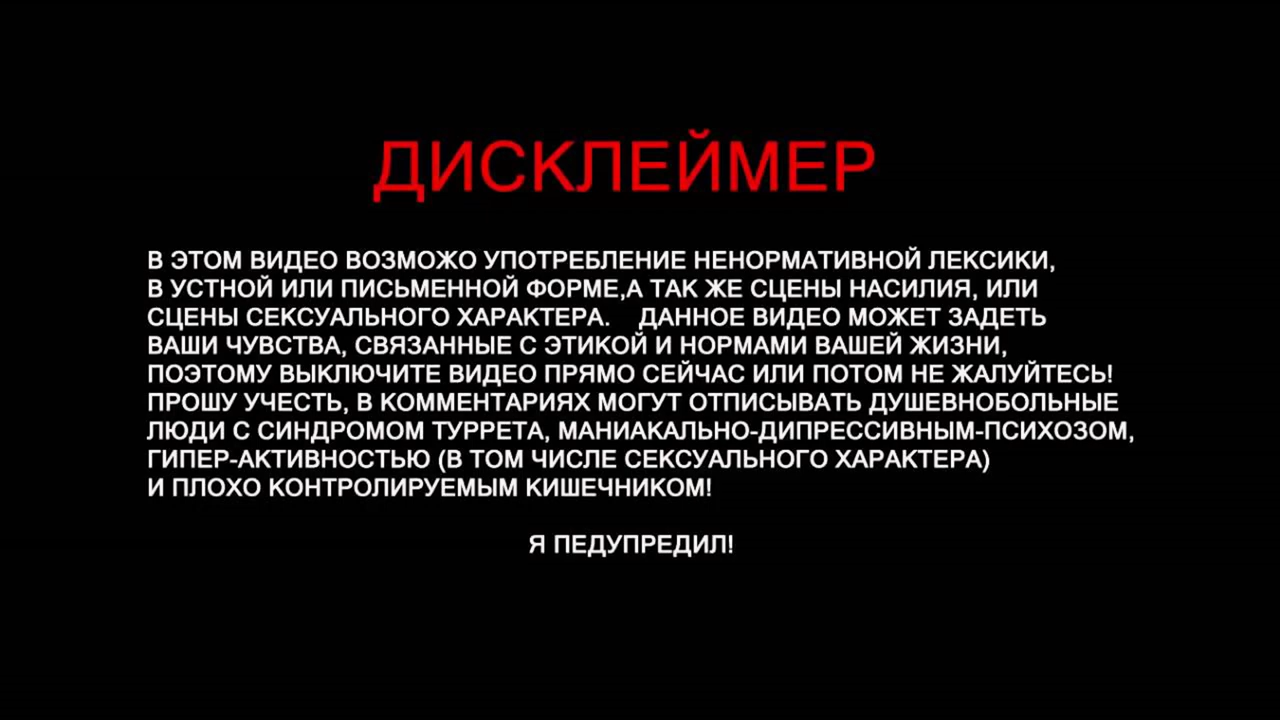 ДИСКЛЕЙМЕР
В ЭТОМ ВИДЕО ВОЗМОЖО УПОТРЕБЛЕНИЕ НЕНОРМАТИВНОЙ ЛЕКСИКИ,
В УСТНОЙ ИЛИ ПИСЬМЕННОЙ ФОРМЕ,А ТАК ЖЕ СЦЕНЫ НАСИЛИЯ, ИЛИ
СЦЕНЫ СЕКСУАЛЬНОГО ХАРАКТЕРА. ДАННОЕ ВИДЕО МОЖЕТ ЗАДЕТЬ
ВАШИ ЧУВСТВА, СВЯЗАННЫЕ С ЭТИКОЙ И НОРМАМИ ВАШЕЙ ЖИЗНИ,
ПОЭТОМУ ВЫКЛЮЧИТЕ ВИДЕО ПРЯМО СЕЙЧАС ИЛИ ПОТОМ НЕ ЖАЛУЙТЕСЬ!
ПРОШУ УЧЕСТЬ, В КОММЕНТАРИЯХ МОГУТ ОТПИСЫВАТЬ ДУШЕВНОБОЛЬНЫЕ
ЛЮДИ С СИНДРОМОМ ТУРРЕТА, МАНИАКАЛЬНО-ДИПРЕССИВНЫМ-ПСИХОЗОМ,
ГИПЕР-АКТИВНОСТЬЮ (В ТОМ ЧИСЛЕ СЕКСУАЛЬНОГО ХАРАКТЕРА)
И ПЛОХО КОНТРОЛИРУЕМЫМ КИШЕЧНИКОМ!
Я ПЕДУПРЕДИЛ!